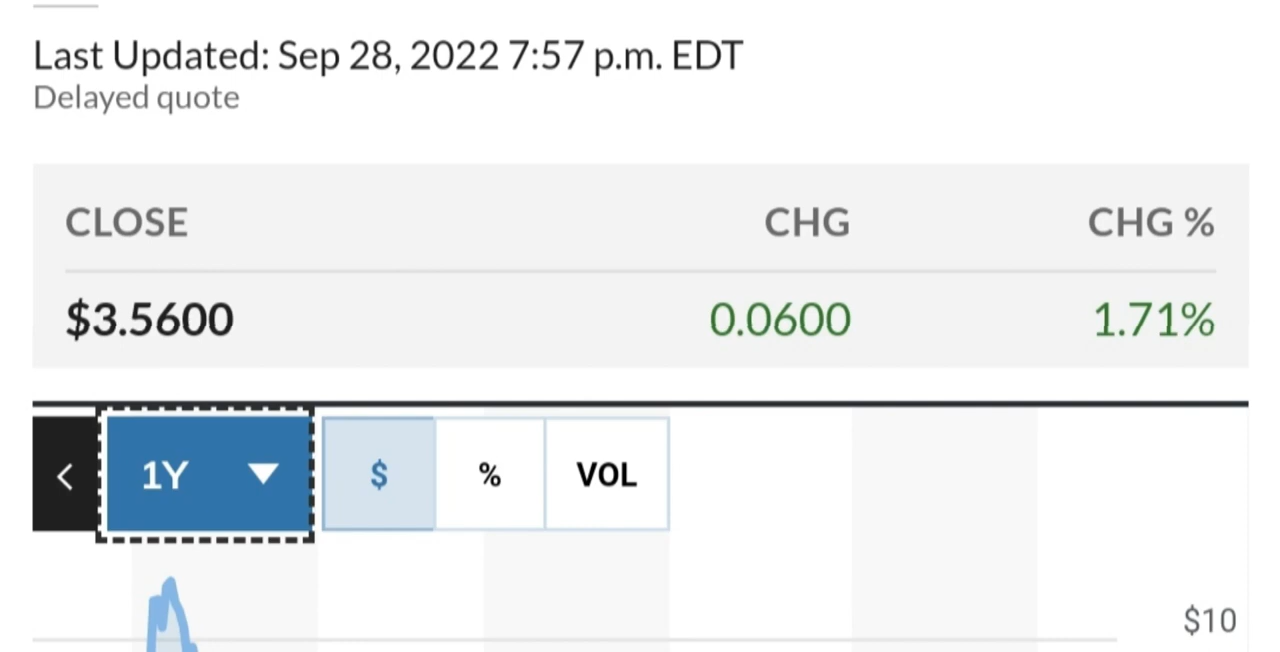 Last Updated: Sep 28, 2022 7:57 p.m. EDT
Delayed quote
CLOSE CHG CHG %
$3.5600 0.0600 1.71%
1Y $ % VOL
$10